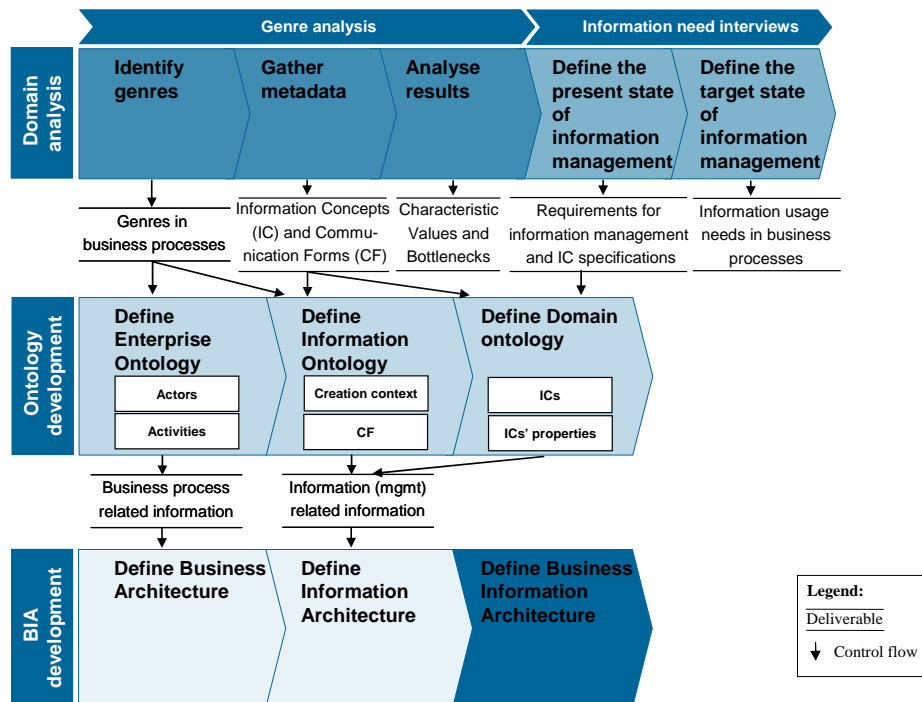 Genre analysis
Information need interviews
Domain
analysis
Identify
genres
Gather
metadata
Analyse
results
Define the
present state
of
information
management
Define the
target state
of
information
management
Genres in
business processes
Information Concepts
(IC) and Commu-
nication Forms (CF)
Characteristic
Values and
Bottlenecks
Requirements for
information management
and IC specifications
Information usage
needs in business
processes
Ontology
development
Define
Enterprise
Ontology
Actors
Activities
Define
Information
Ontology
Creation context
CF
Define Domain
ontology
ICs
ICs' properties
Business process
related information
Information (mgmt)
related information
BIA
development
Define Business
Architecture
Define
Information
Architecture
Define Business
Information
Architecture
Legend:
Deliverable
Control flow